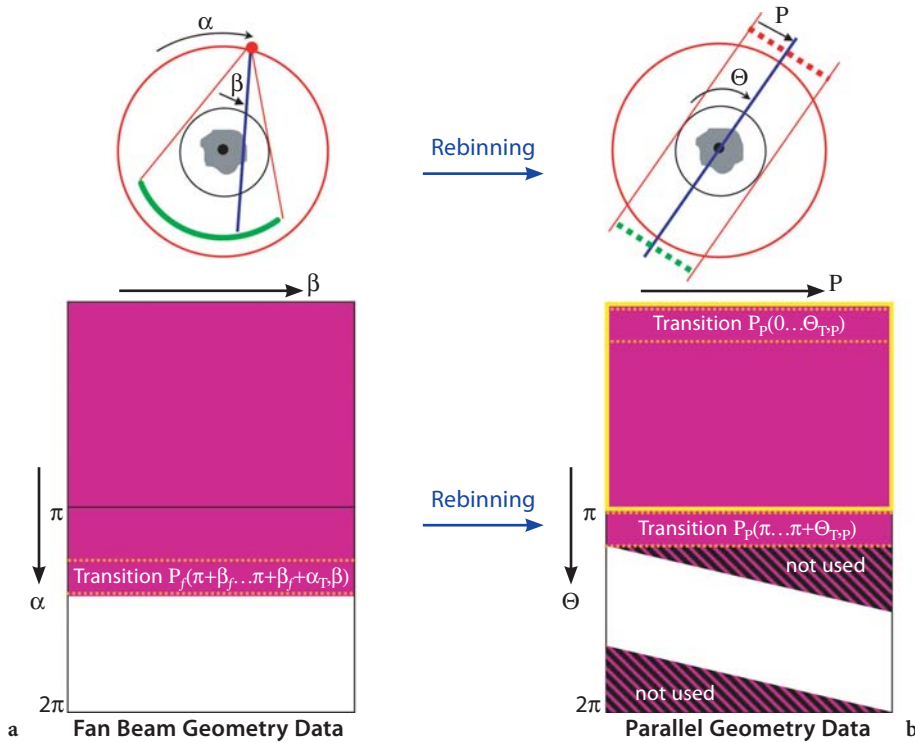 α
β
Rebinning
P
Θ
β
P
Transition P_P(0...Θ_T,P)
Rebinning
π
π
Transition P_f(π+β_f...π+β_f+α_T,β)
Transition P_P(π...π+Θ_T,P)
not used
α
Θ
2π
2π
not used
a Fan Beam Geometry Data
Parallel Geometry Data b